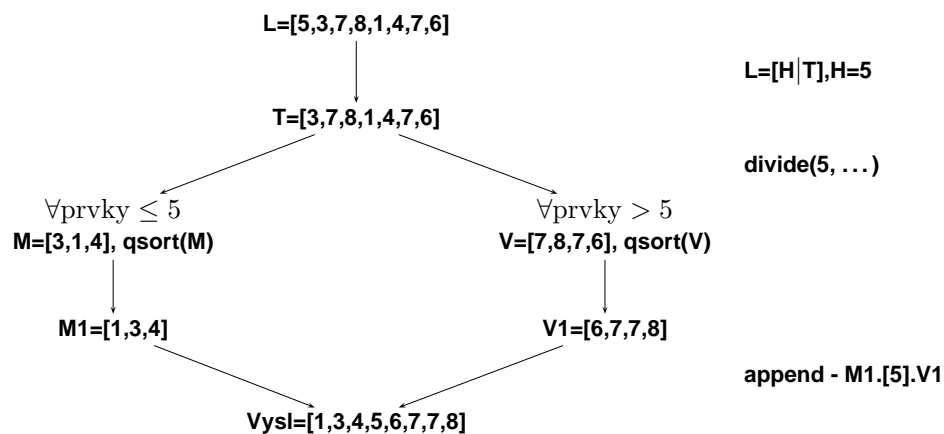 L=[5,3,7,8,1,4,7,6]
L=[H|T],H=5
T=[3,7,8,1,4,7,6]
divide(5, ...)
∀prvky ≤ 5
∀prvky > 5
M=[3,1,4], qsort(M)
V=[7,8,7,6], qsort(V)
M1=[1,3,4]
V1=[6,7,7,8]
append - M1.[5].V1
Vysl=[1,3,4,5,6,7,7,8]